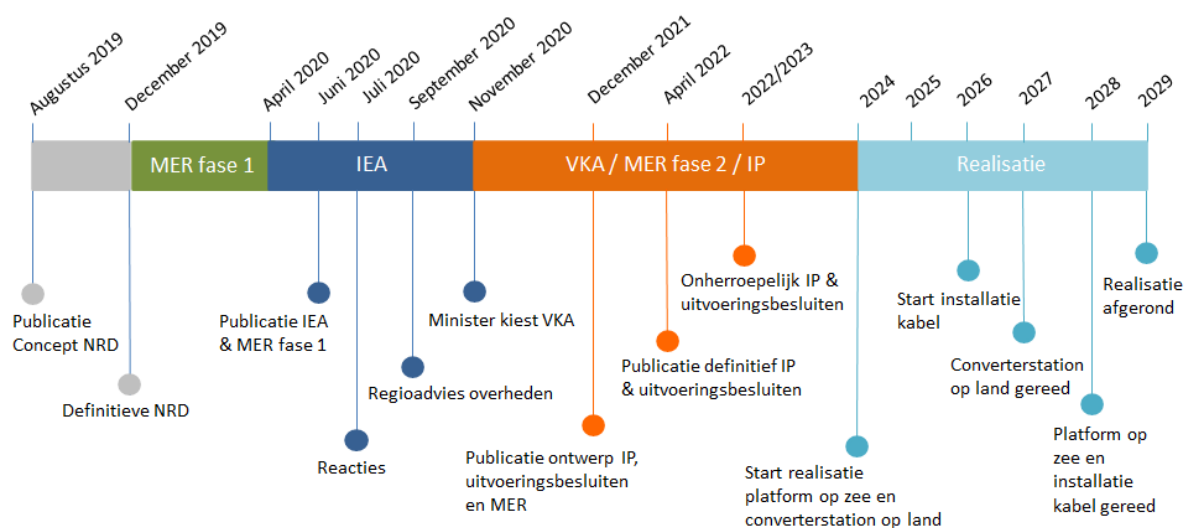 Augustus 2019
December 2019
April 2020
Juni 2020
Juli 2020
September 2020
November 2020
December 2021
April 2022
2022/2023
2024
2025
2026
2027
2028
2029
MER fase 1
IEA
VKA / MER fase 2 / IP
Realisatie
Publicatie
Concept NRD
Definitieve NRD
Publicatie IEA
& MER fase 1
Reacties
Regioadvies overheden
Minister kiest VKA
Publicatie ontwerp IP,
uitvoeringsbesluiten
en MER
Publicatie definitief IP
& uitvoeringsbesluiten
Onherroepelijk IP &
uitvoeringsbesluiten
Start realisatie
platform op zee en
converterstation op land
Start installatie
kabel
Converterstation
op land gereed
Platform op
zee en
installatie
kabel gereed
Realisatie
afgerond